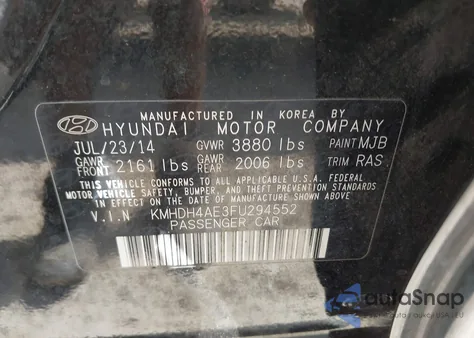 MANUFACTURED IN KOREA BY
HYUNDAI MOTOR COMPANY
JUL/23/14 GVWR 3880 lbs PAINT MJB
GAWR FRONT 2161 lbs GAWR REAR 2006 lbs TRIM RAS
THIS VEHICLE CONFORMS TO ALL APPLICABLE U.S.A. FEDERAL
MOTOR VEHICLE SAFETY, BUMPER, AND THEFT PREVENTION
STANDARDS IN EFFECT ON THE DATE OF MANUFACTURE
SHOWN ABOVE.
V.I.N KMHDH4AE3FU294552
PASSENGER CAR
autaSnap